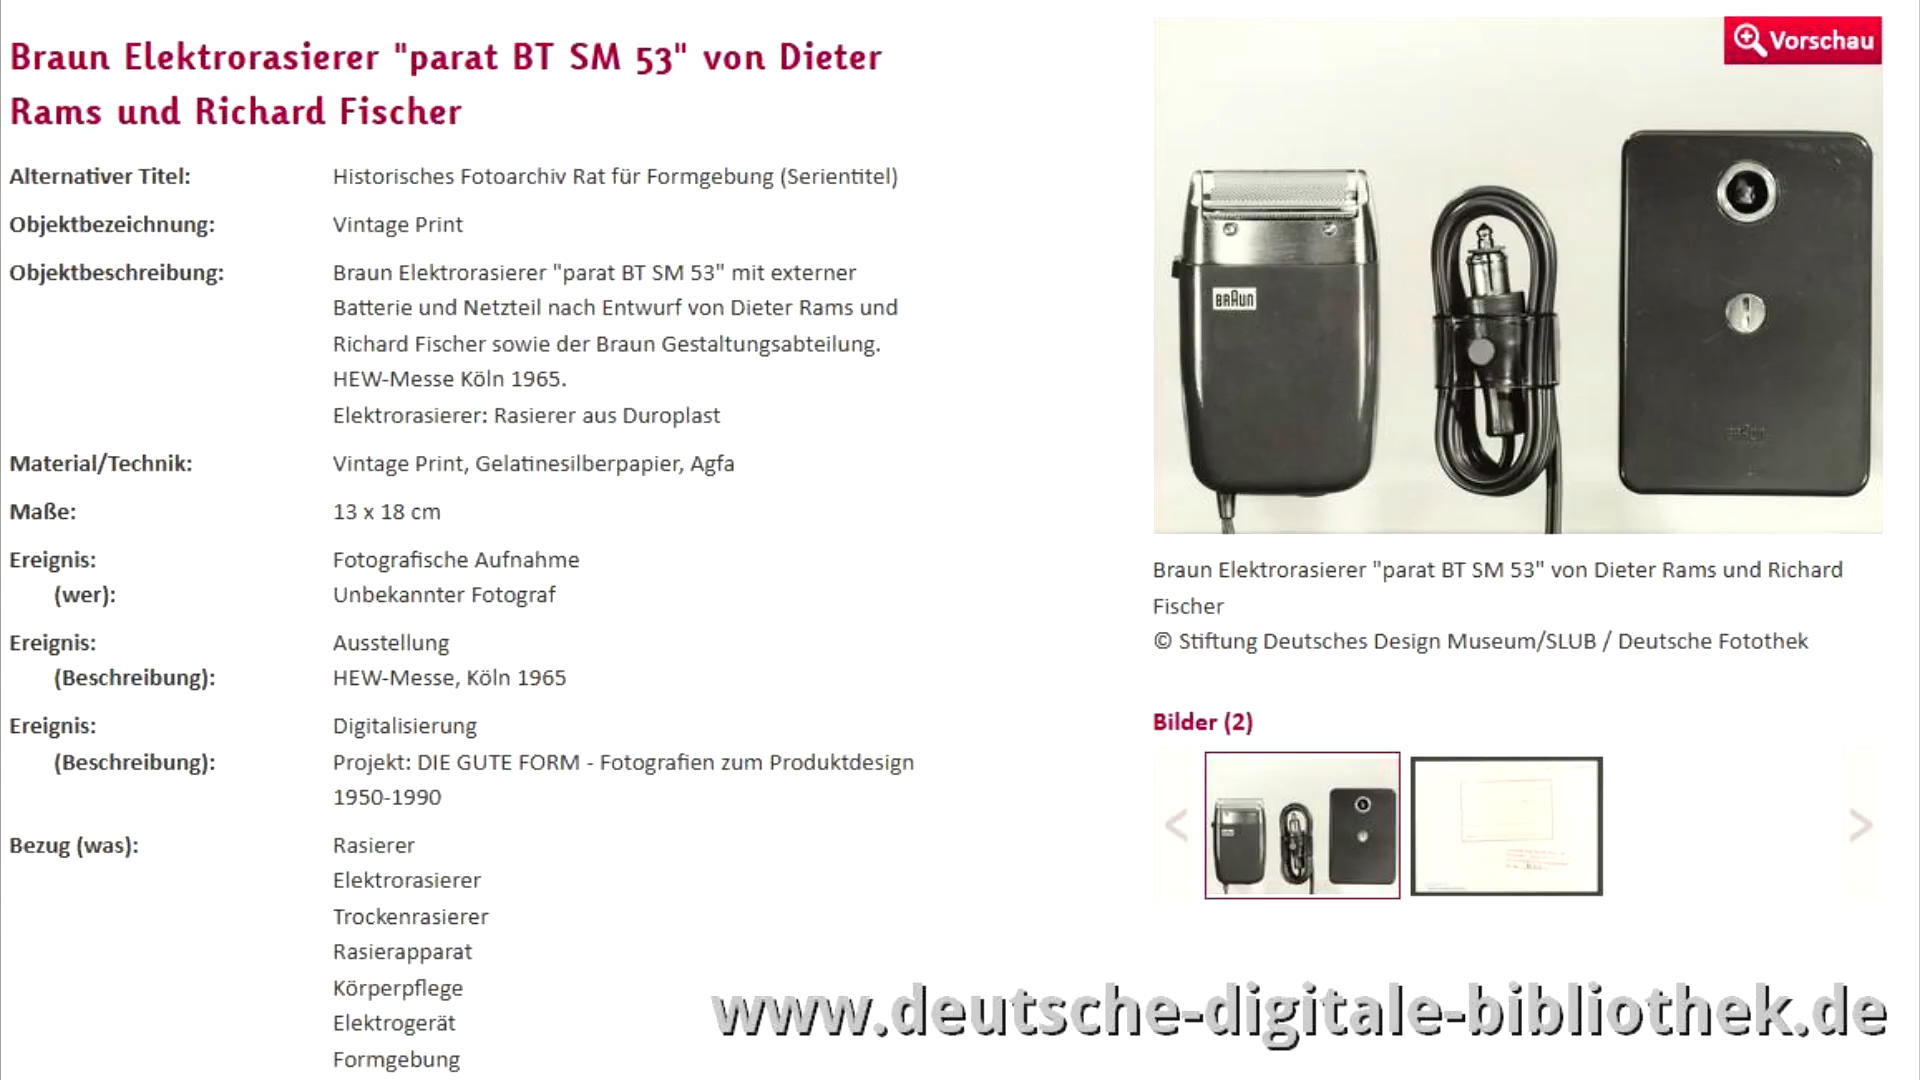 Braun Elektrorasierer "parat BT SM 53" von Dieter
Rams und Richard Fischer
Alternativer Titel: Historisches Fotoarchiv Rat für Formgebung (Serientitel)
Objektbezeichnung: Vintage Print
Objektbeschreibung: Braun Elektrorasierer "parat BT SM 53" mit externer
Batterie und Netzteil nach Entwurf von Dieter Rams und
Richard Fischer sowie der Braun Gestaltungsabteilung.
HEW-Messe Köln 1965.
Elektrorasierer: Rasierer aus Duroplast
Material/Technik: Vintage Print, Gelatinesilberpapier, Agfa
Maße: 13 x 18 cm
Ereignis: Fotografische Aufnahme
(wer): Unbekannter Fotograf
Ereignis: Ausstellung
(Beschreibung): HEW-Messe, Köln 1965
Ereignis: Digitalisierung
(Beschreibung): Projekt: DIE GUTE FORM - Fotografien zum Produktdesign
1950-1990
Bezug (was): Rasierer
Elektrorasierer
Trockenrasierer
Rasierapparat
Körperpflege
Elektrogerät
Formgebung
Vorschau
BRAUN
Braun Elektrorasierer "parat BT SM 53" von Dieter Rams und Richard
Fischer
© Stiftung Deutsches Design Museum/SLUB / Deutsche Fotothek
Bilder (2)
< >
www.deutsche-digitale-bibliothek.de